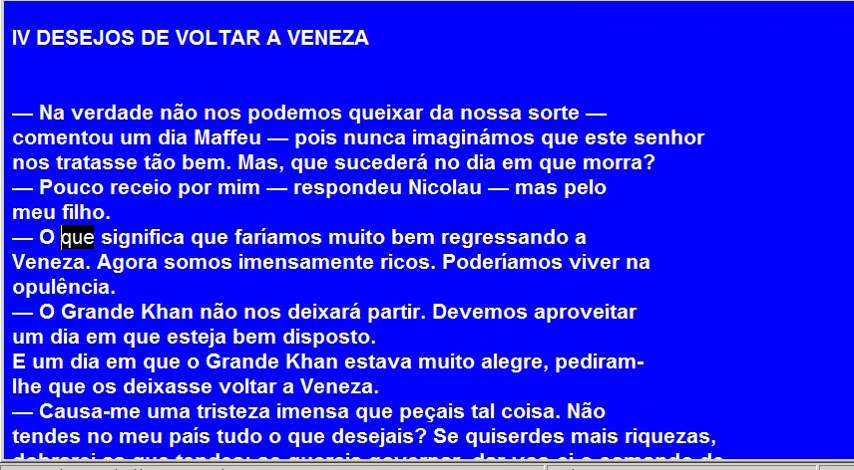 IV DESEJOS DE VOLTAR A VENEZA
— Na verdade não nos podemos queixar da nossa sorte —
comentou um dia Maffeu — pois nunca imaginámos que este senhor
nos tratasse tão bem. Mas, que sucederá no dia em que morra?
— Pouco receio por mim — respondeu Nicolau — mas pelo
meu filho.
— O que significa que faríamos muito bem regressando a
Veneza. Agora somos imensamente ricos. Poderíamos viver na
opulência.
— O Grande Khan não nos deixará partir. Devemos aproveitar
um dia em que esteja bem disposto.
E um dia em que o Grande Khan estava muito alegre, pediram-
lhe que os deixasse voltar a Veneza.
— Causa-me uma tristeza imensa que peçais tal coisa. Não
tendes no meu país tudo o que desejais? Se quiserdes mais riquezas,